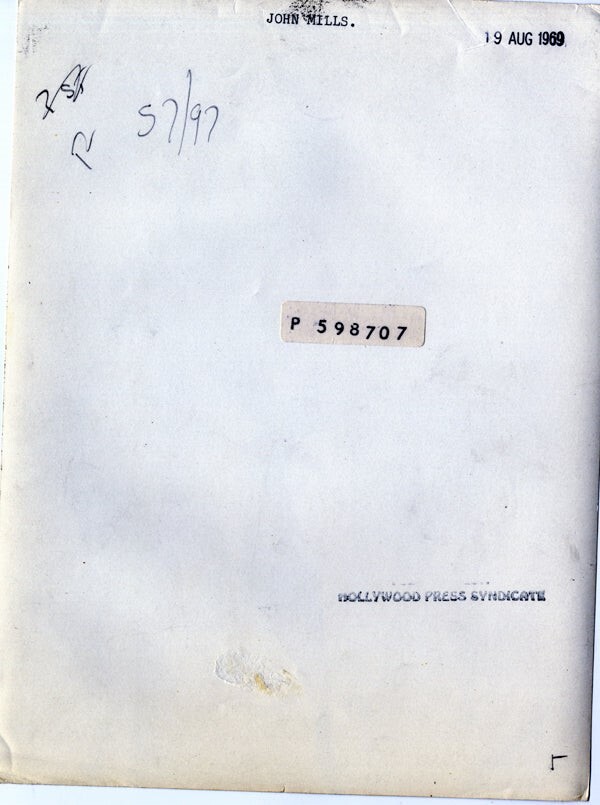 JOHN MILLS.
19 AUG 1969
57/97
P 598707
HOLLYWOOD PRESS SYNDICATE